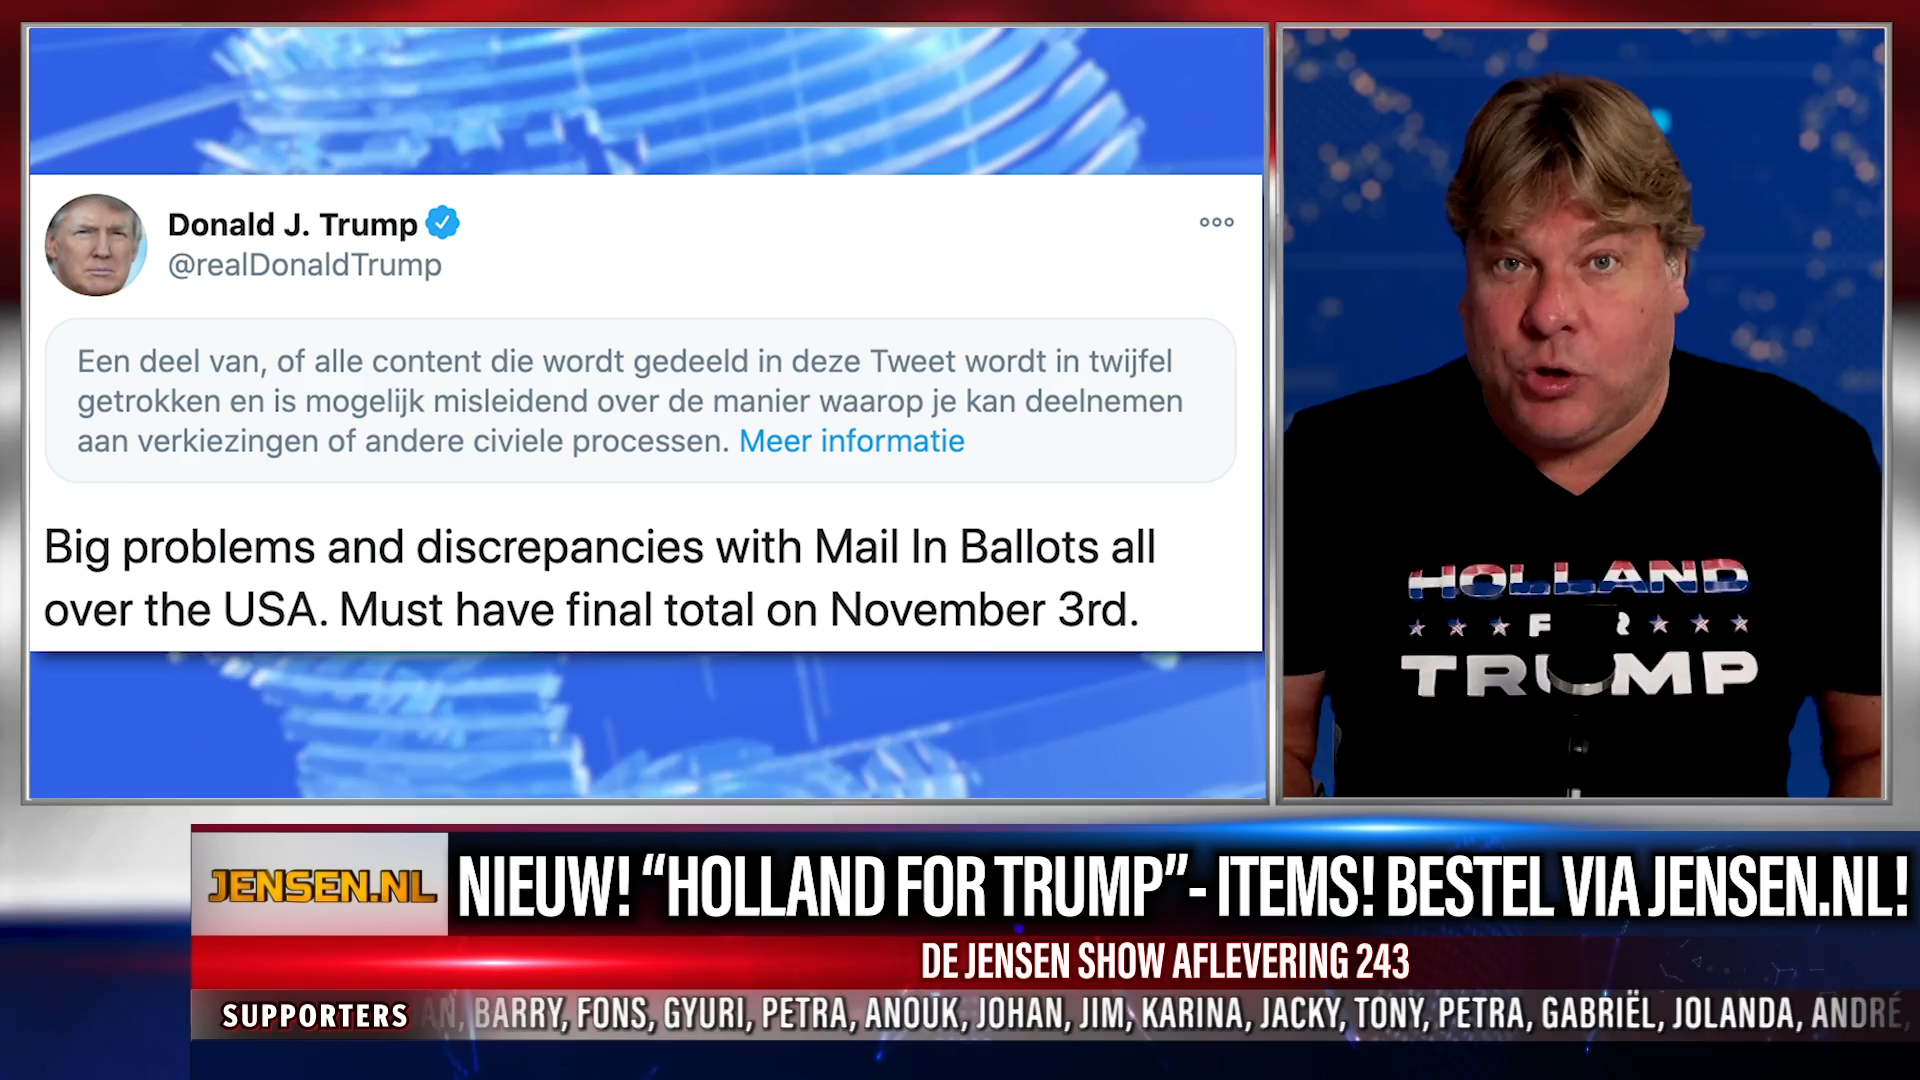 Donald J. Trump
@realDonaldTrump
Een deel van, of alle content die wordt gedeeld in deze Tweet wordt in twijfel
getrokken en is mogelijk misleidend over de manier waarop je kan deelnemen
aan verkiezingen of andere civiele processen. Meer informatie
Big problems and discrepancies with Mail In Ballots all
over the USA. Must have final total on November 3rd.
HOLLAND
TRUMP
JENSEN.NL
NIEUW! “HOLLAND FOR TRUMP”- ITEMS! BESTEL VIA JENSEN.NL!
DE JENSEN SHOW AFLEVERING 243
SUPPORTERS
BARRY, FONS, GYURI, PETRA, ANOUK, JOHAN, JIM, KARINA, JACKY, TONY, PETRA, GABRIËL, JOLANDA, ANDRÉ,